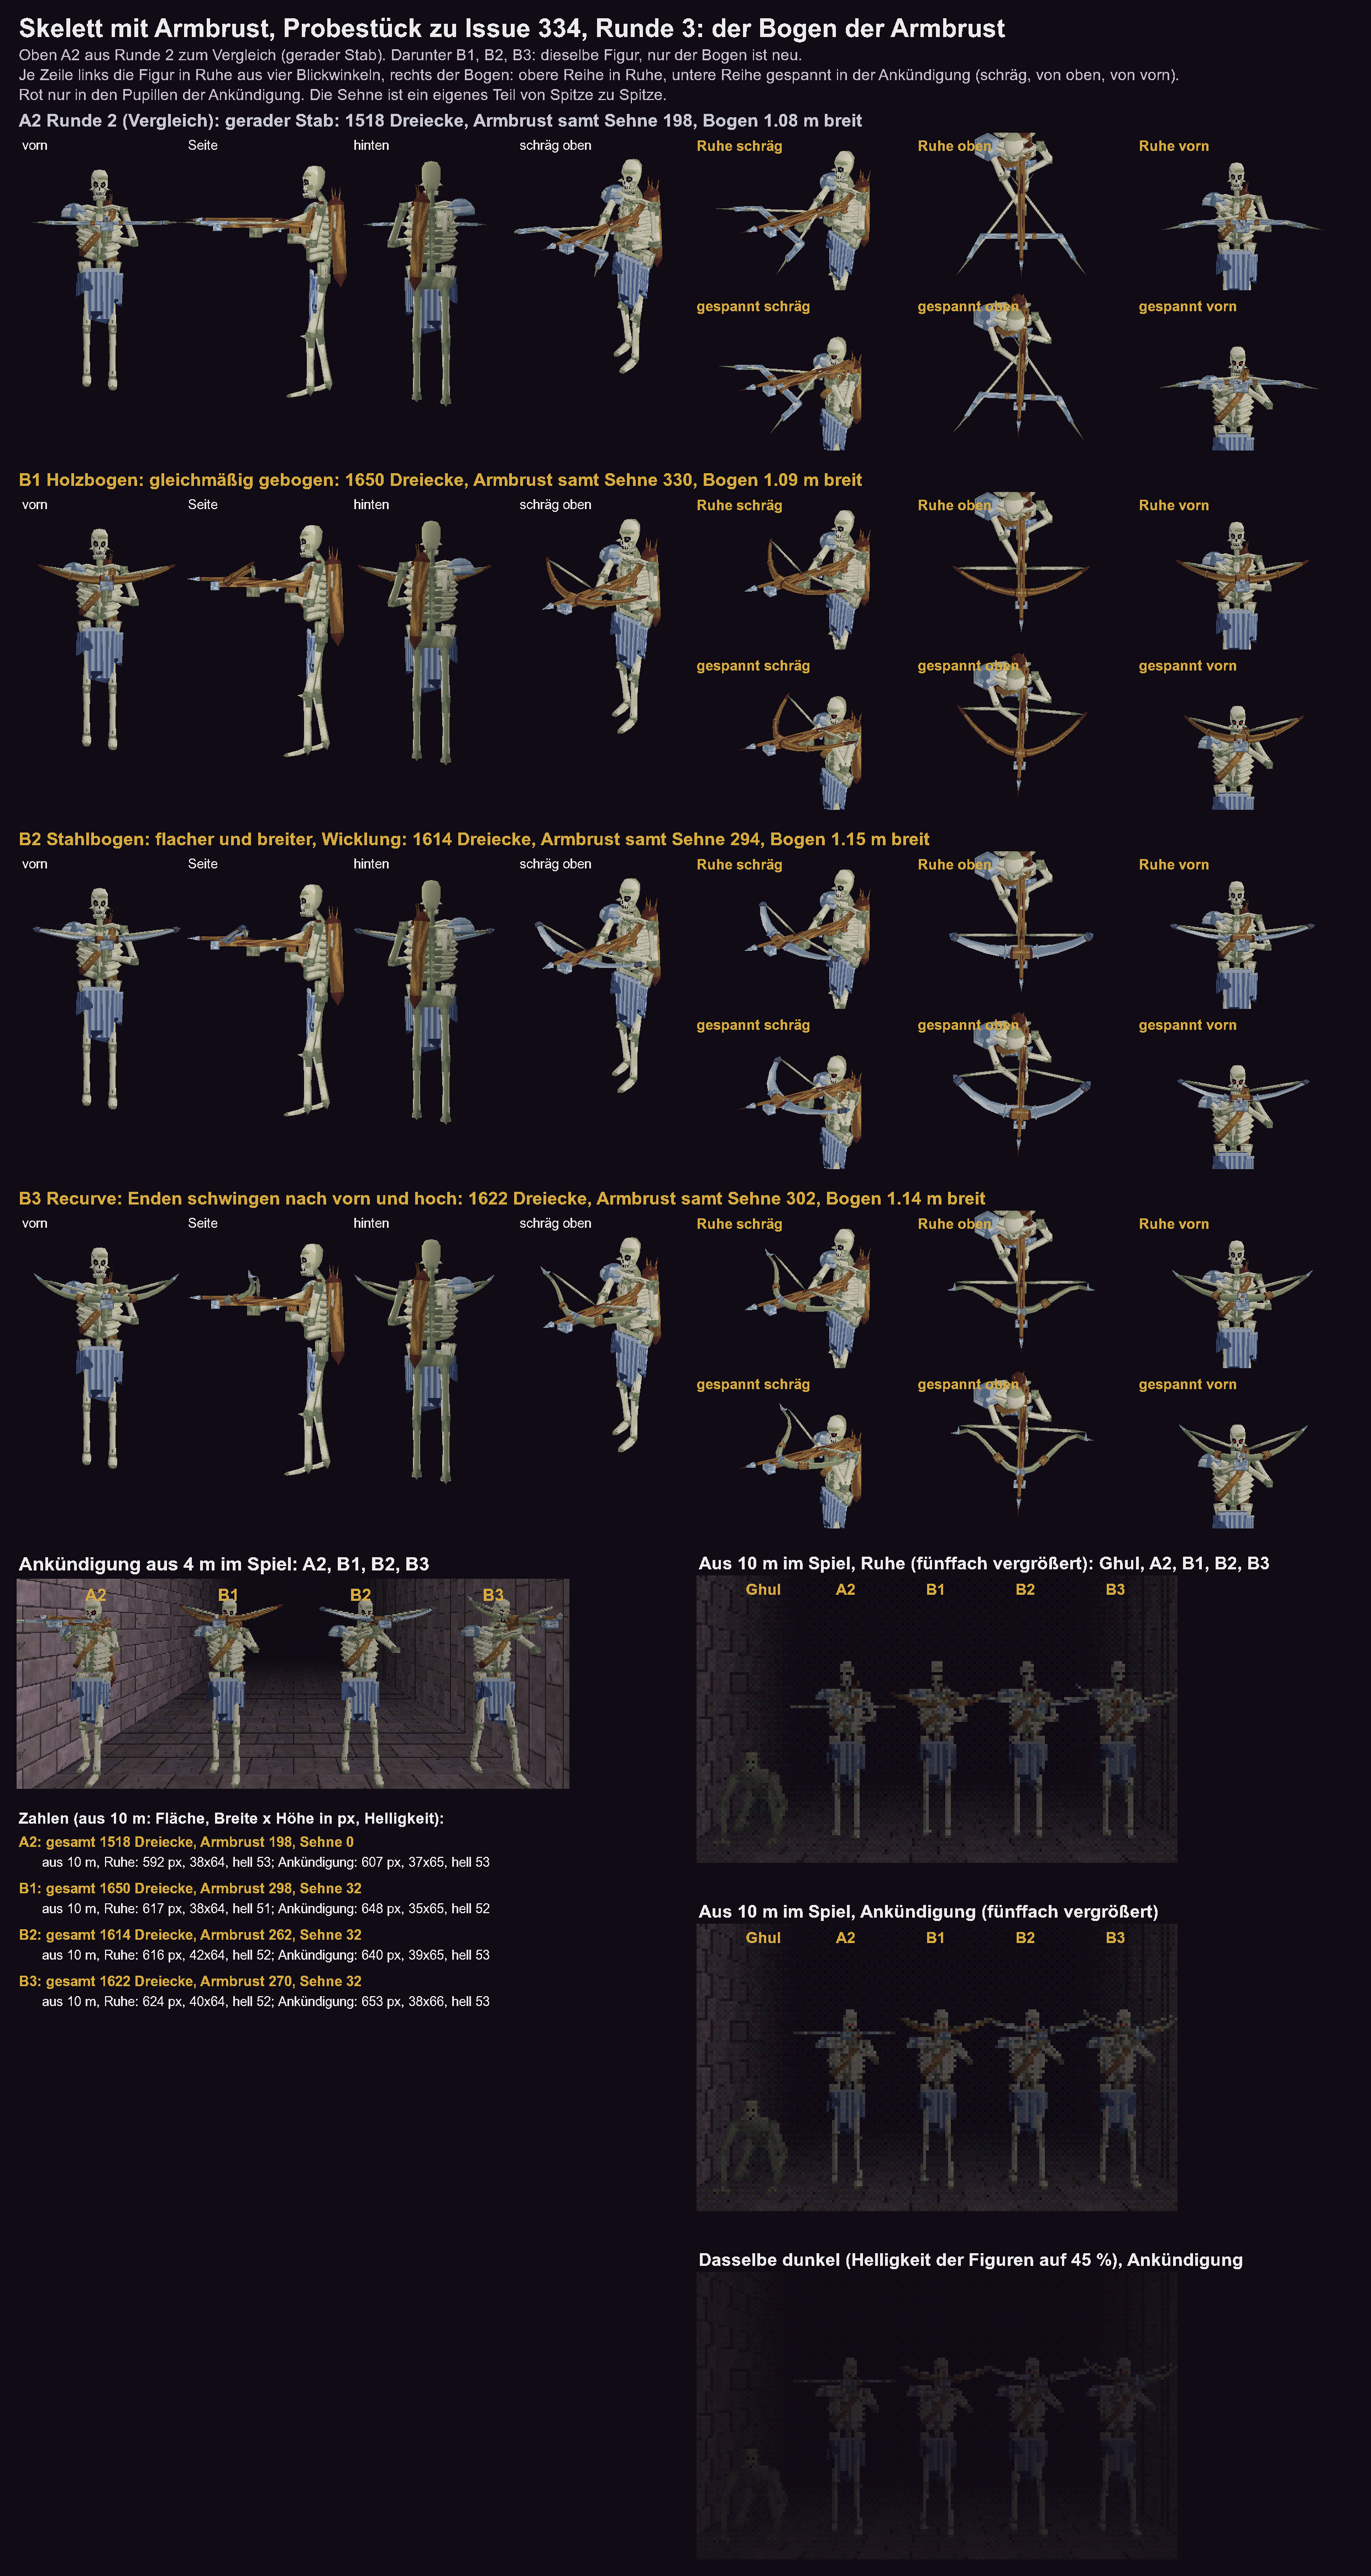 Skelett mit Armbrust, Probestück zu Issue 334, Runde 3: der Bogen der Armbrust
Oben A2 aus Runde 2 zum Vergleich (gerader Stab). Darunter B1, B2, B3: dieselbe Figur, nur der Bogen ist neu.
Je Zeile links die Figur in Ruhe aus vier Blickwinkeln, rechts der Bogen: obere Reihe in Ruhe, untere Reihe gespannt in der Ankündigung (schräg, von oben, von vorn).
Rot nur in den Pupillen der Ankündigung. Die Sehne ist ein eigenes Teil von Spitze zu Spitze.
A2 Runde 2 (Vergleich): gerader Stab: 1518 Dreiecke, Armbrust samt Sehne 198, Bogen 1.08 m breit
vorn Seite hinten schräg oben Ruhe schräg Ruhe oben Ruhe vorn
gespannt schräg gespannt oben gespannt vorn
B1 Holzbogen: gleichmäßig gebogen: 1650 Dreiecke, Armbrust samt Sehne 330, Bogen 1.09 m breit
vorn Seite hinten schräg oben Ruhe schräg Ruhe oben Ruhe vorn
gespannt schräg gespannt oben gespannt vorn
B2 Stahlbogen: flacher und breiter, Wicklung: 1614 Dreiecke, Armbrust samt Sehne 294, Bogen 1.15 m breit
vorn Seite hinten schräg oben Ruhe schräg Ruhe oben Ruhe vorn
gespannt schräg gespannt oben gespannt vorn
B3 Recurve: Enden schwingen nach vorn und hoch: 1622 Dreiecke, Armbrust samt Sehne 302, Bogen 1.14 m breit
vorn Seite hinten schräg oben Ruhe schräg Ruhe oben Ruhe vorn
gespannt schräg gespannt oben gespannt vorn
Ankündigung aus 4 m im Spiel: A2, B1, B2, B3
A2 B1 B2 B3
Zahlen (aus 10 m: Fläche, Breite x Höhe in px, Helligkeit):
A2: gesamt 1518 Dreiecke, Armbrust 198, Sehne 0
aus 10 m, Ruhe: 592 px, 38x64, hell 53; Ankündigung: 607 px, 37x65, hell 53
B1: gesamt 1650 Dreiecke, Armbrust 298, Sehne 32
aus 10 m, Ruhe: 617 px, 38x64, hell 51; Ankündigung: 648 px, 35x65, hell 52
B2: gesamt 1614 Dreiecke, Armbrust 262, Sehne 32
aus 10 m, Ruhe: 616 px, 42x64, hell 52; Ankündigung: 640 px, 39x65, hell 53
B3: gesamt 1622 Dreiecke, Armbrust 270, Sehne 32
aus 10 m, Ruhe: 624 px, 40x64, hell 52; Ankündigung: 653 px, 38x66, hell 53
Aus 10 m im Spiel, Ruhe (fünffach vergrößert): Ghul, A2, B1, B2, B3
Ghul A2 B1 B2 B3
Aus 10 m im Spiel, Ankündigung (fünffach vergrößert)
Ghul A2 B1 B2 B3
Dasselbe dunkel (Helligkeit der Figuren auf 45 %), Ankündigung